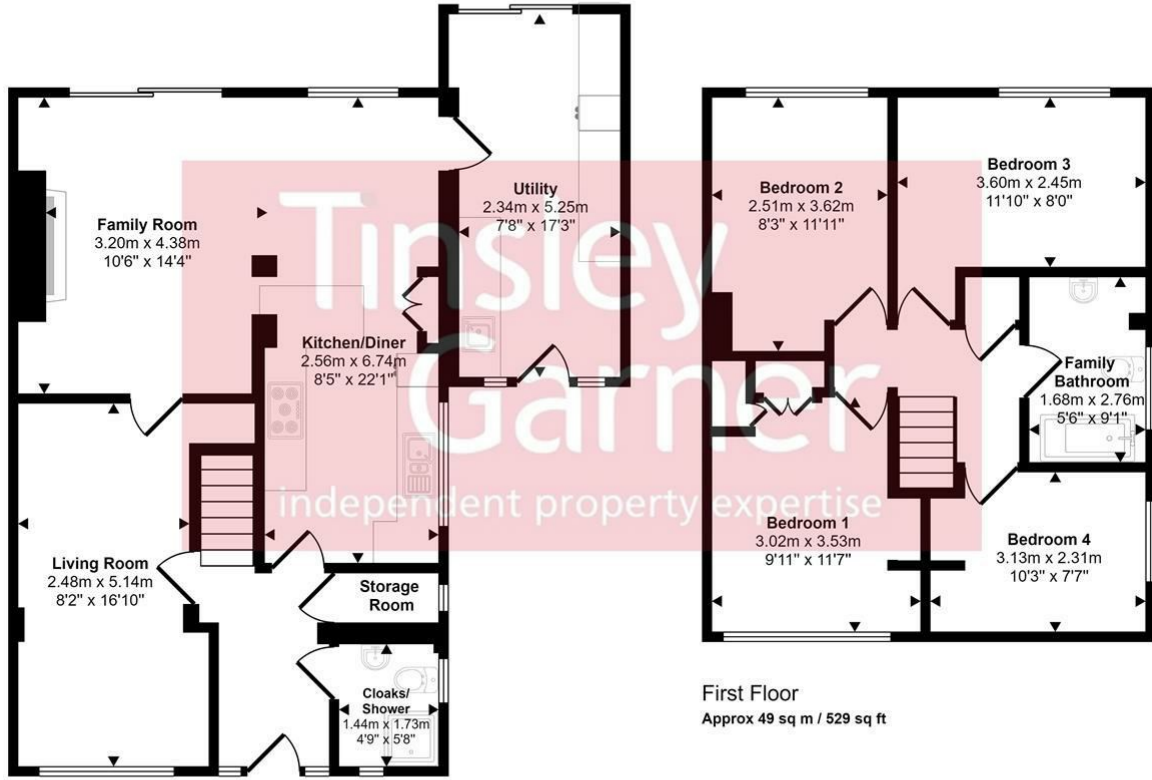 Family Room
3.20m x 4.38m
10'6" x 14'4"
Utility
2.34m x 5.25m
7'8" x 17'3"
Kitchen/Diner
2.56m x 6.74m
8'5" x 22'1"
Living Room
2.48m x 5.14m
8'2" x 16'10"
Storage
Room
Cloaks/
Shower
1.44m x 1.73m
4'9" x 5'8"
Bedroom 2
2.51m x 3.62m
8'3" x 11'11"
Bedroom 3
3.60m x 2.45m
11'10" x 8'0"
Family
Bathroom
1.68m x 2.76m
5'6" x 9'1"
Bedroom 1
3.02m x 3.53m
9'11" x 11'7"
Bedroom 4
3.13m x 2.31m
10'3" x 7'7"
First Floor
Approx 49 sq m / 529 sq ft
Tinsley
Garner
independent property expertise